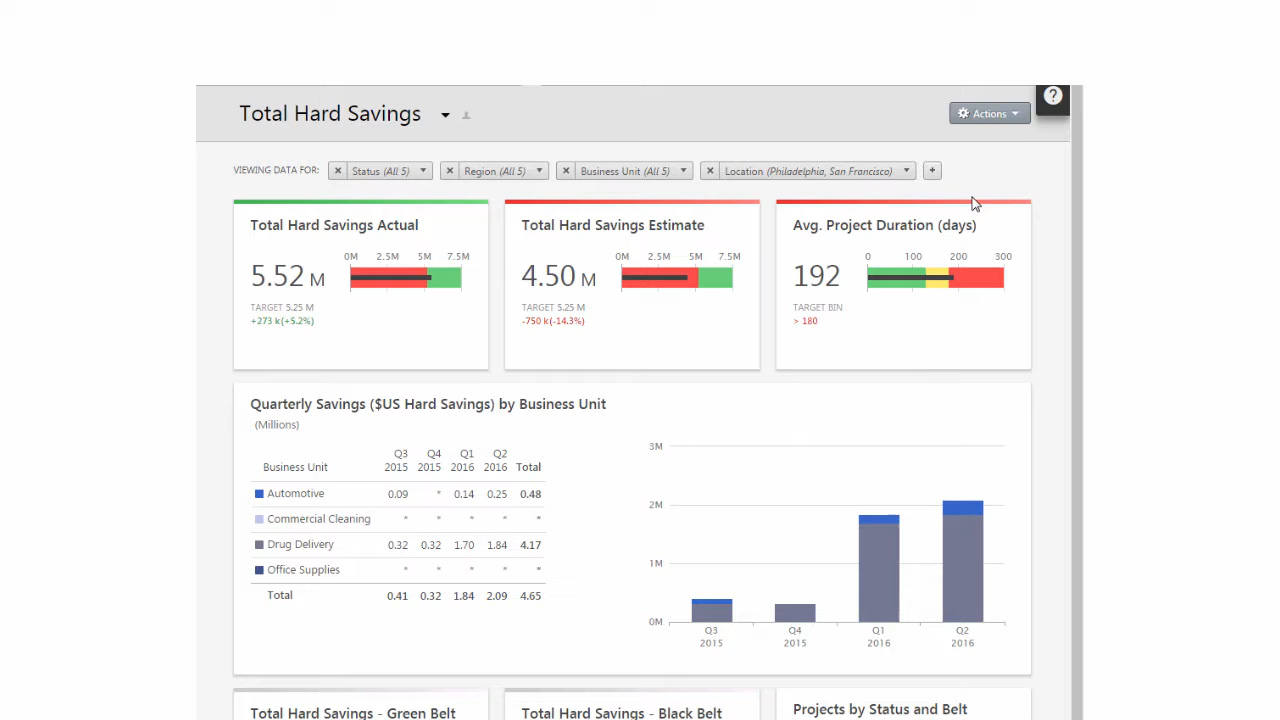 Total Hard Savings
Actions
?
VIEWING DATA FOR: × Status (All 5) × Region (All 5) × Business Unit (All 5) × Location (Philadelphia, San Francisco) +
Total Hard Savings Actual
0M 2.5M 5M 7.5M
5.52 M
TARGET 5.25 M
+273 k(+5.2%)
Total Hard Savings Estimate
0M 2.5M 5M 7.5M
4.50 M
TARGET 5.25 M
-750 k(-14.3%)
Avg. Project Duration (days)
0 100 200 300
192
TARGET BIN
> 180
Quarterly Savings ($US Hard Savings) by Business Unit
(Millions)
Q3 Q4 Q1 Q2
Business Unit 2015 2015 2016 2016 Total
Automotive 0.09 * 0.14 0.25 0.48
Commercial Cleaning * * * * *
Drug Delivery 0.32 0.32 1.70 1.84 4.17
Office Supplies * * * * *
Total 0.41 0.32 1.84 2.09 4.65
3M
2M
1M
0M
Q3 Q4 Q1 Q2
2015 2015 2016 2016
Total Hard Savings - Green Belt
Total Hard Savings - Black Belt
Projects by Status and Belt